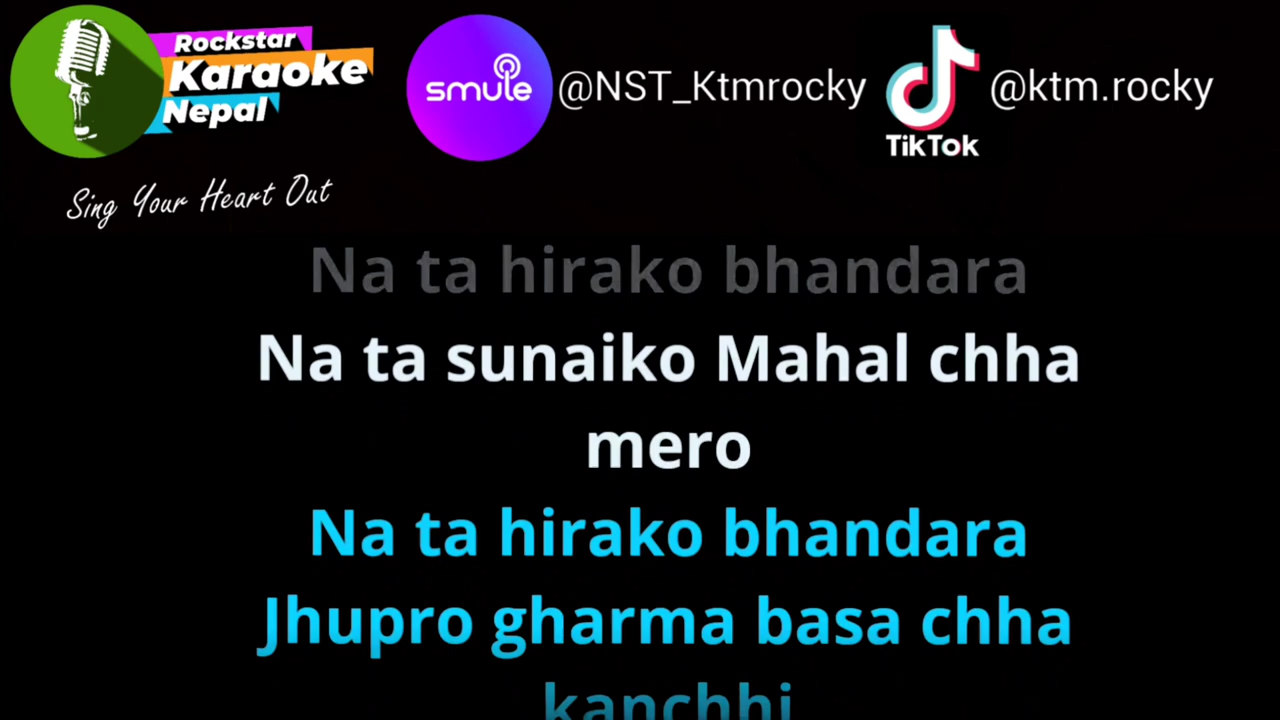 Rockstar
Karaoke
Nepal
Sing Your Heart Out
smule
@NST_Ktmrocky
TikTok
@ktm.rocky
Na ta hirako bhandara
Na ta sunaiko Mahal chha
mero
Na ta hirako bhandara
Jhupro gharma basa chha
kanchhi